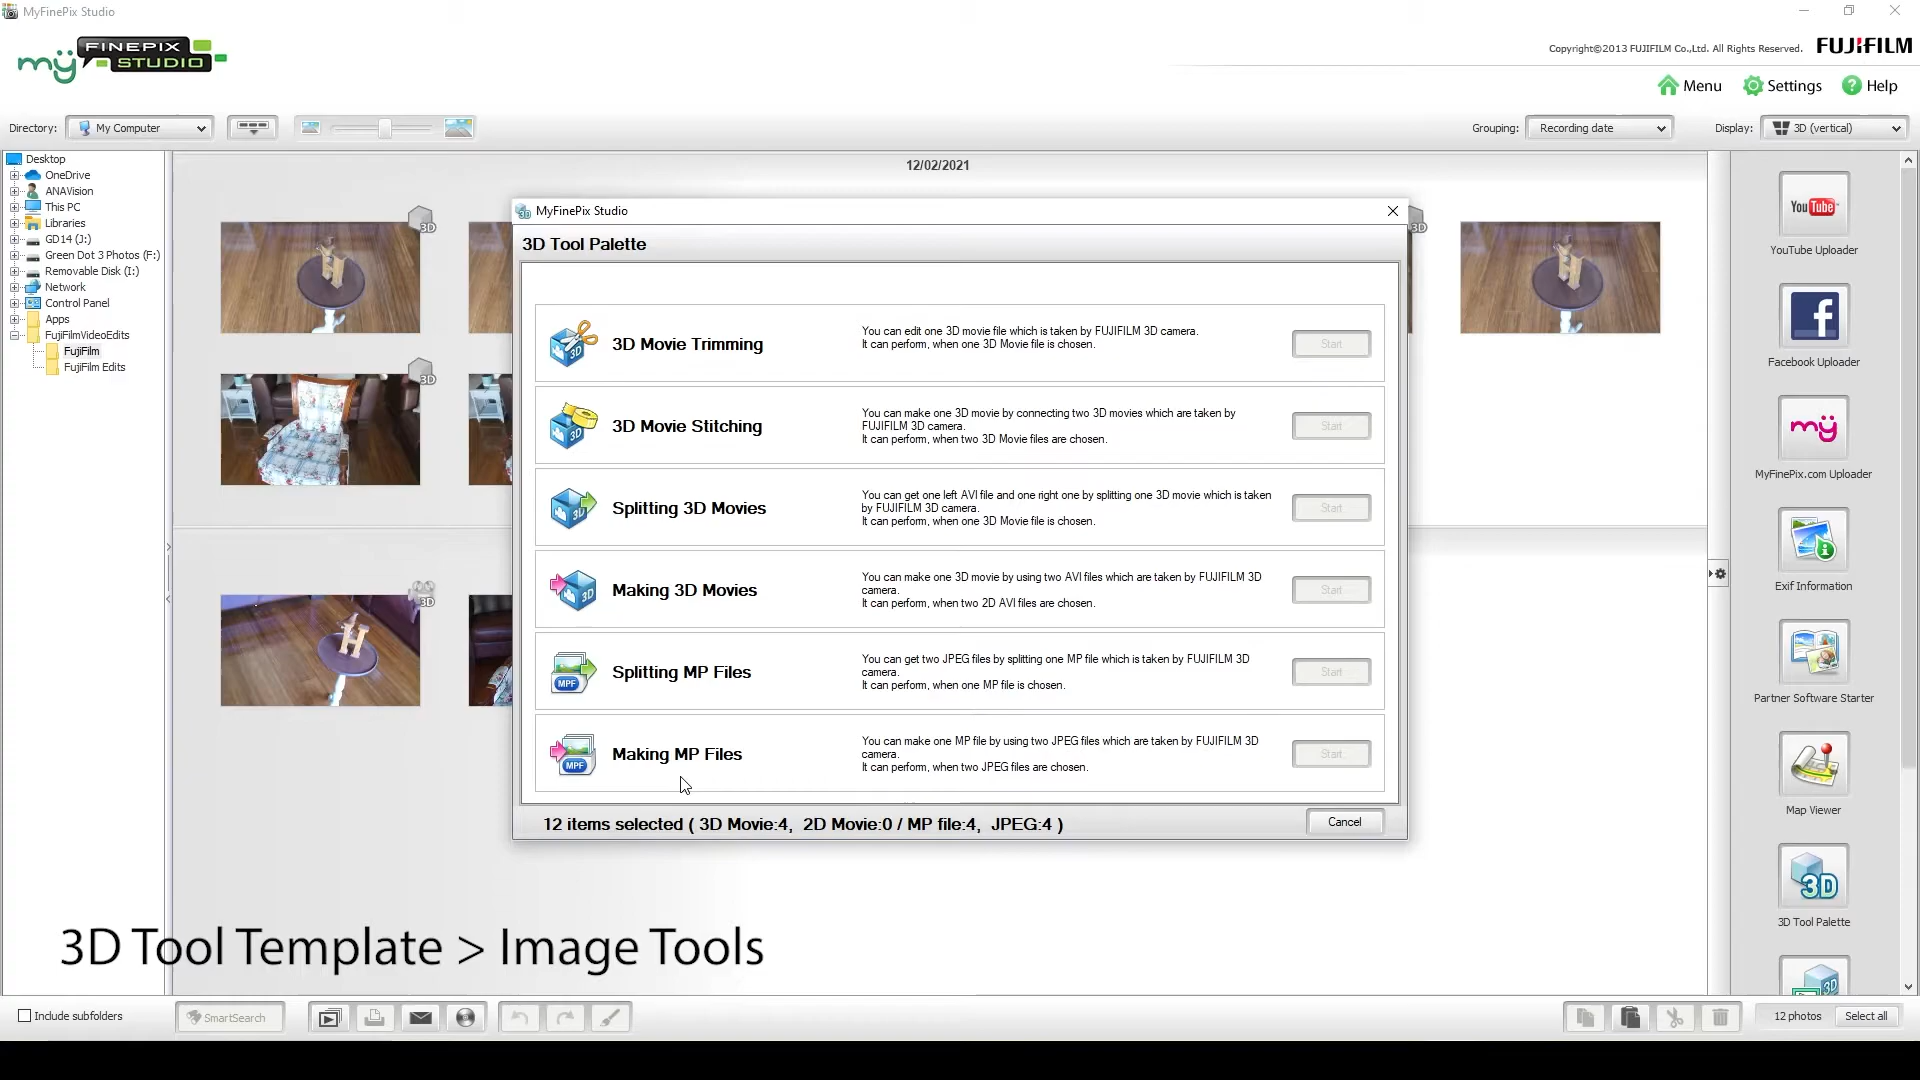 MyFinePix Studio
my FINEPIX STUDIO
Copyright©2013 FUJIFILM Co.,Ltd. All Rights Reserved. FUJIFILM
Menu Settings Help
Directory: My Computer Grouping: Recording date Display: 3D (vertical)
Desktop
OneDrive
ANAVision
This PC
Libraries
GD14 (J:)
Green Dot 3 Photos (F:)
Removable Disk (I:)
Network
Control Panel
Apps
FujiFilmVideoEdits
FujiFilm
FujiFilm Edits
12/02/2021
3D
3D
3D
3D
MyFinePix Studio
3D Tool Palette
3D Movie Trimming
You can edit one 3D movie file which is taken by FUJIFILM 3D camera.
It can perform, when one 3D Movie file is chosen.
Start
3D Movie Stitching
You can make one 3D movie by connecting two 3D movies which are taken by
FUJIFILM 3D camera.
It can perform, when two 3D Movie files are chosen.
Start
Splitting 3D Movies
You can get one left AVI file and one right one by splitting one 3D movie which is taken
by FUJIFILM 3D camera.
It can perform, when one 3D Movie file is chosen.
Start
Making 3D Movies
You can make one 3D movie by using two AVI files which are taken by FUJIFILM 3D
camera.
It can perform, when two 2D AVI files are chosen.
Start
MPF
Splitting MP Files
You can get two JPEG files by splitting one MP file which is taken by FUJIFILM 3D
camera.
It can perform, when one MP file is chosen.
Start
MPF
Making MP Files
You can make one MP file by using two JPEG files which are taken by FUJIFILM 3D
camera.
It can perform, when two JPEG files are chosen.
Start
12 items selected ( 3D Movie:4, 2D Movie:0 / MP file:4, JPEG:4 )
Cancel
You Tube
YouTube Uploader
f
Facebook Uploader
my
MyFinePix.com Uploader
Exif Information
Partner Software Starter
Map Viewer
3D
3D Tool Palette
3D
3D Tool Template > Image Tools
Include subfolders SmartSearch 12 photos Select all